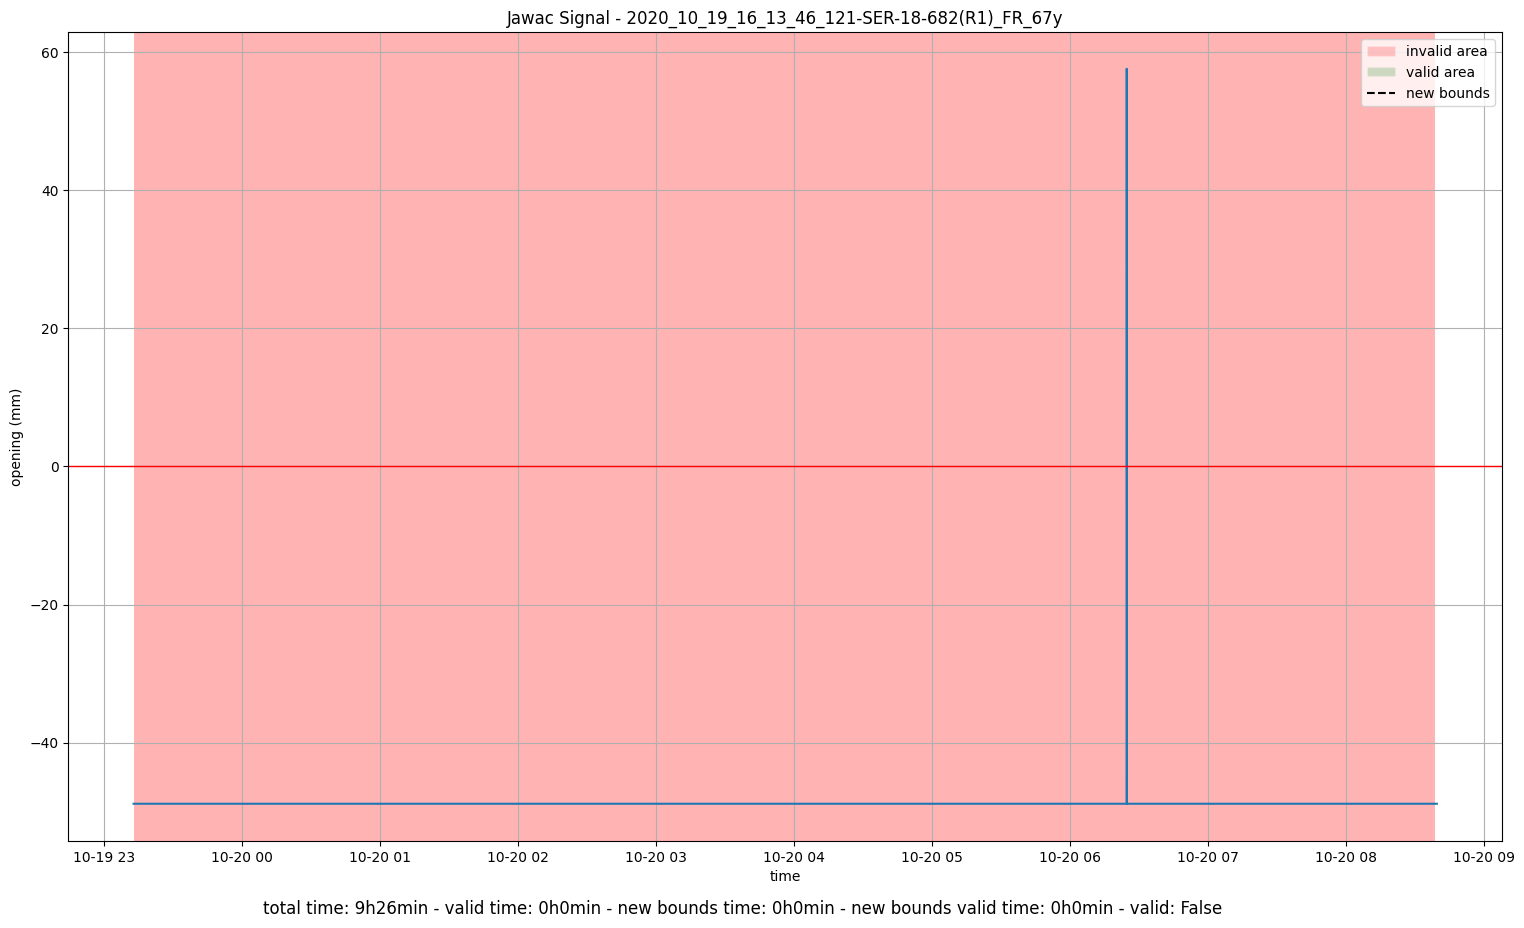 Jawac Signal - 2020_10_19_16_13_46_121-SER-18-682(R1)_FR_67y
invalid area
valid area
new bounds
60
40
20
0
−20
−40
opening (mm)
10-19 23 10-20 00 10-20 01 10-20 02 10-20 03 10-20 04 10-20 05 10-20 06 10-20 07 10-20 08 10-20 09
time
total time: 9h26min - valid time: 0h0min - new bounds time: 0h0min - new bounds valid time: 0h0min - valid: False